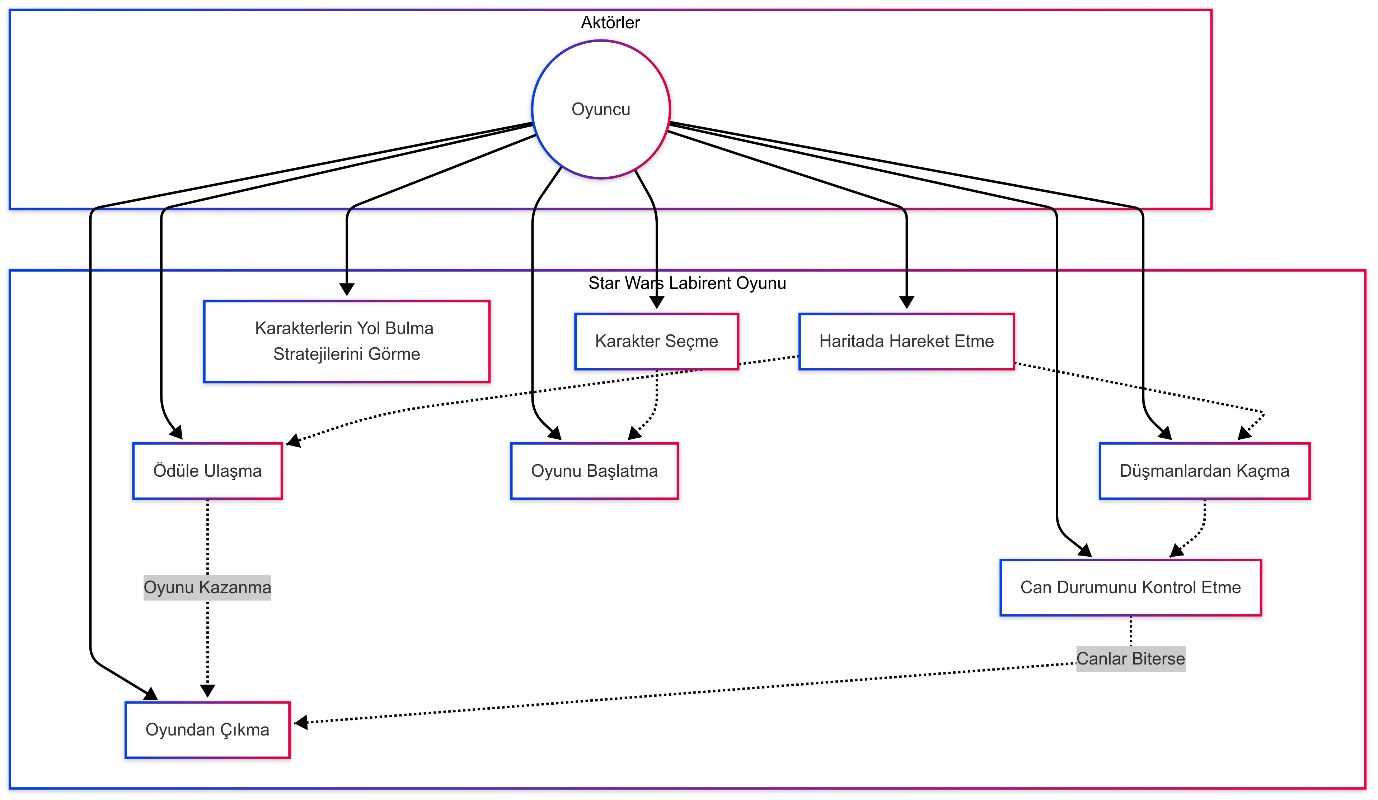 Aktörler
Oyuncu
Star Wars Labirent Oyunu
Karakterlerin Yol Bulma
Stratejilerini Görme
Karakter Seçme
Haritada Hareket Etme
Ödüle Ulaşma
Oyunu Başlatma
Düşmanlardan Kaçma
Oyunu Kazanma
Can Durumunu Kontrol Etme
Canlar Biterse
Oyundan Çıkma